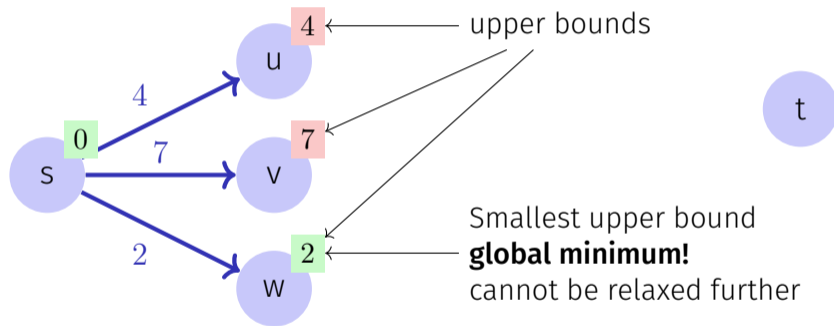 4
upper bounds
u
4
t
0
7
7
s
v
Smallest upper bound
2
2
global minimum!
w
cannot be relaxed further